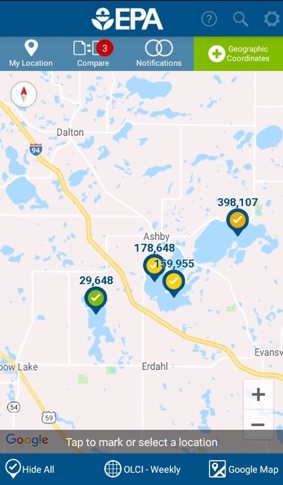 EPA
My Location
Compare
3
Notifications
Geographic
Coordinates
Dalton
94
398,107
Ashby
178,648
159,955
29,648
Evansv
bow Lake
Erdahl
54
59
+
−
Google
Tap to mark or select a location
Hide All
OLCI - Weekly
Google Map